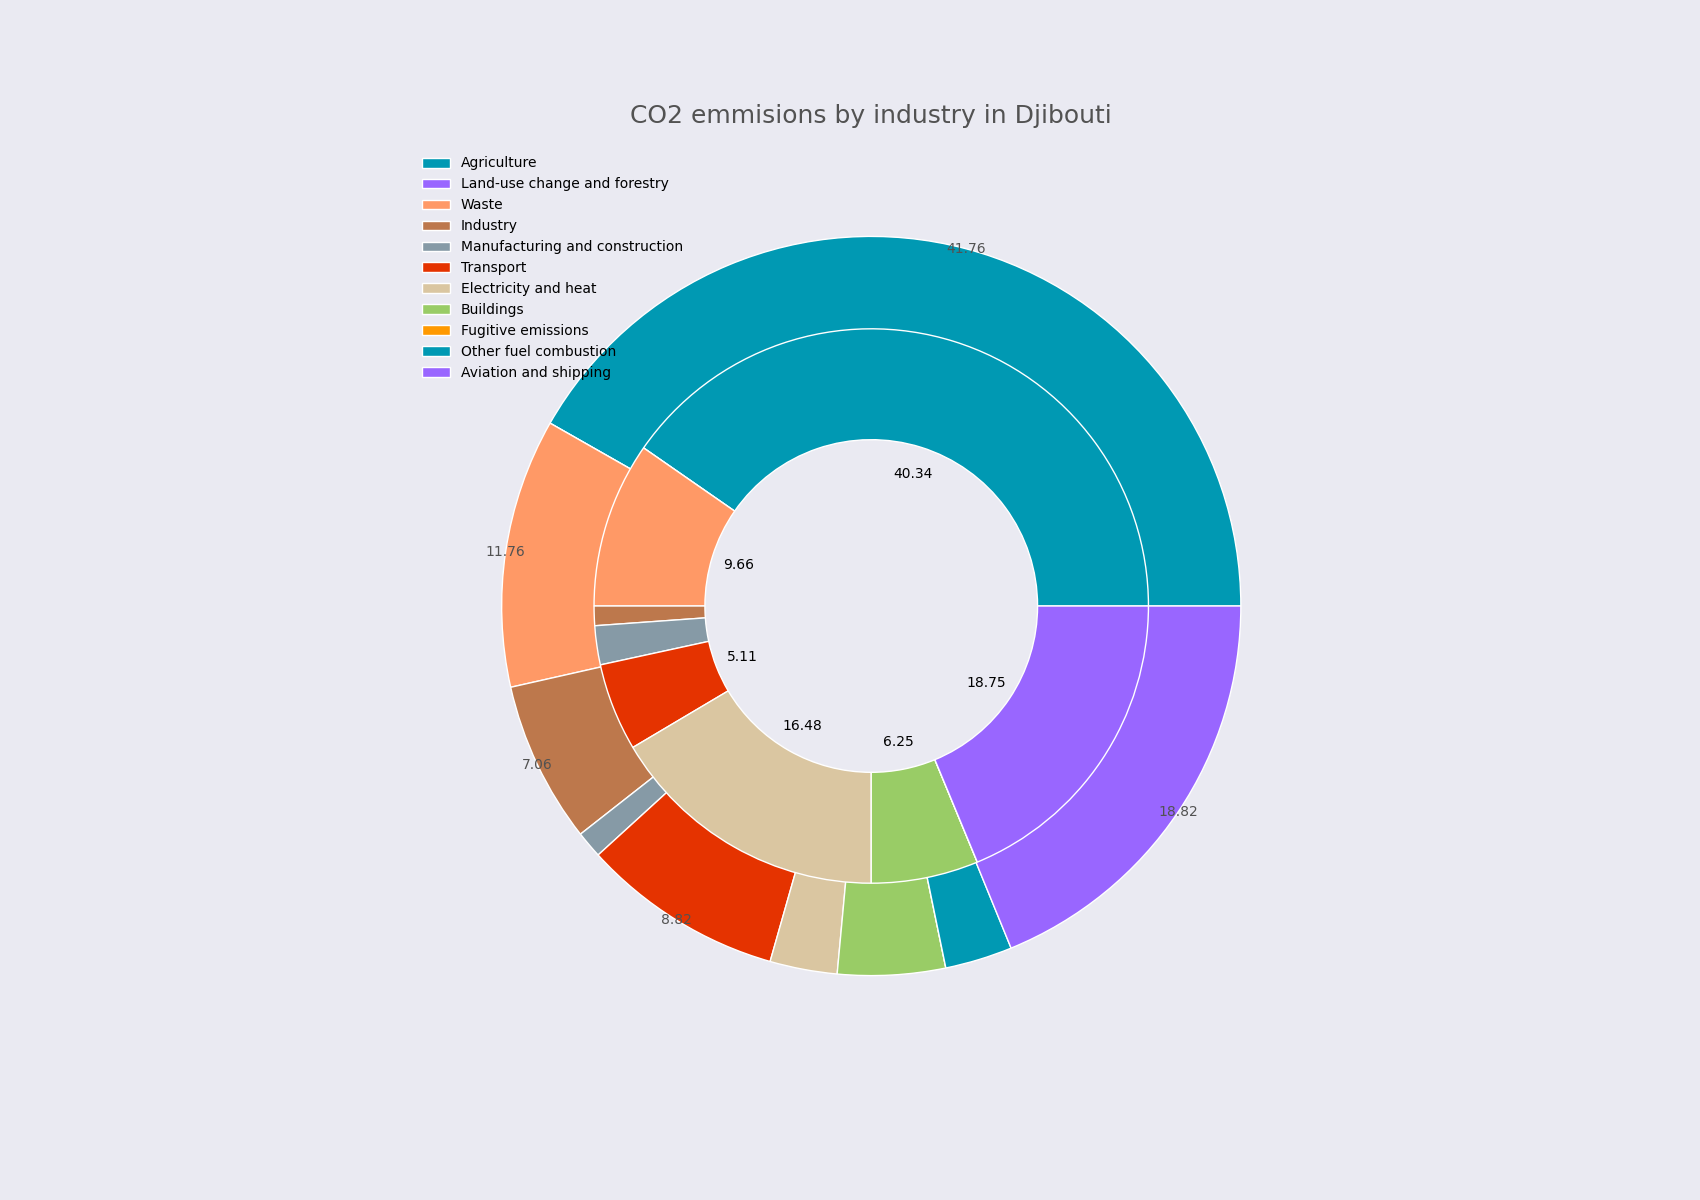 CO2 emmisions by industry in Djibouti
Agriculture
Land-use change and forestry
Waste
Industry
Manufacturing and construction
Transport
Electricity and heat
Buildings
Fugitive emissions
Other fuel combustion
Aviation and shipping
41.76
40.34
11.76
9.66
5.11
18.75
16.48
6.25
7.06
18.82
8.82